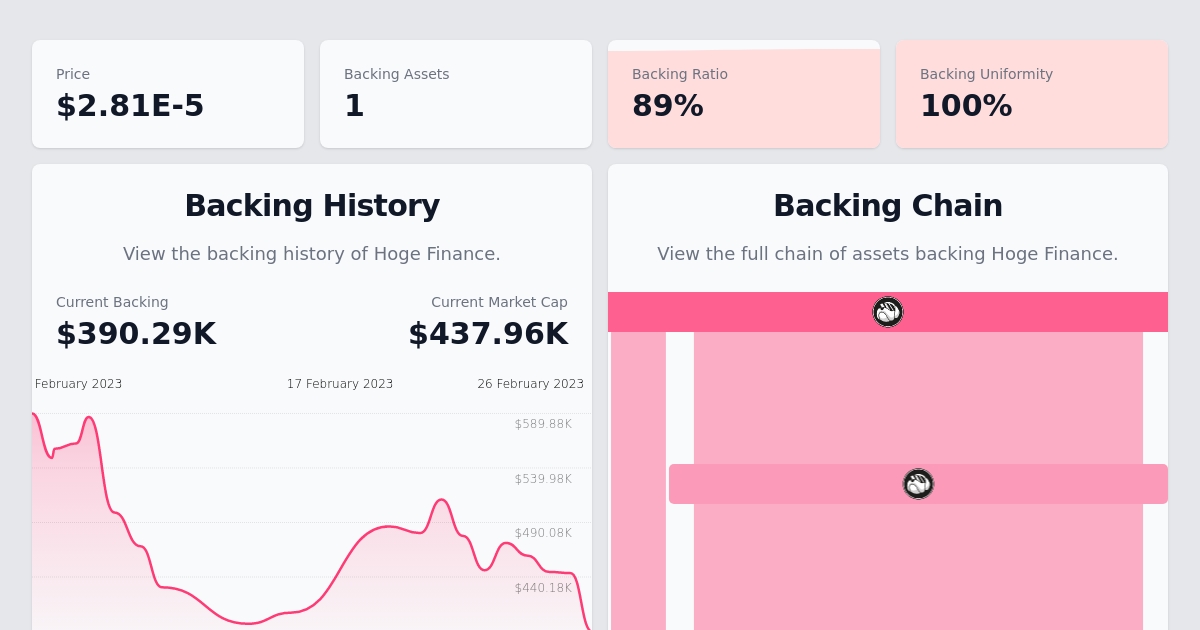 Price
$2.81E-5
Backing Assets
1
Backing Ratio
89%
Backing Uniformity
100%
Backing History
View the backing history of Hoge Finance.
Current Backing
$390.29K
Current Market Cap
$437.96K
February 2023
17 February 2023
26 February 2023
$589.88K
$539.98K
$490.08K
$440.18K
Backing Chain
View the full chain of assets backing Hoge Finance.